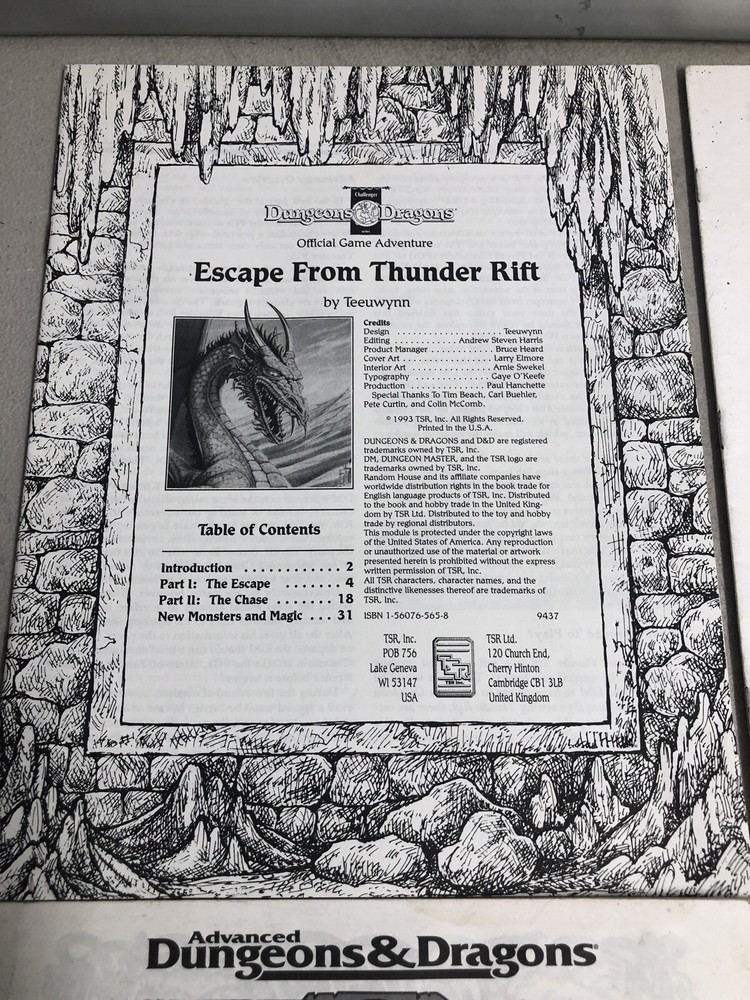 Challenger
Dungeons & Dragons
Official Game Adventure
Escape From Thunder Rift
by Teeuwynn
Credits
Design . . . . . . . . . . . . . . . . . . . . . . . . Teeuwynn
Editing . . . . . . . . . . . . . . Andrew Steven Harris
Product Manager . . . . . . . . . . . Bruce Heard
Cover Art . . . . . . . . . . . . . . . . . . . Larry Elmore
Interior Art . . . . . . . . . . . . . . . . . Arnie Swekel
Typography . . . . . . . . . . . . . . . . Gaye O'Keefe
Production . . . . . . . . . . . . . . . . Paul Hanchette
Special Thanks To Tim Beach, Carl Buehler,
Pete Curtin, and Colin McComb.
© 1993 TSR, Inc. All Rights Reserved.
Printed in the U.S.A.
DUNGEONS & DRAGONS and D&D are registered
trademarks owned by TSR, Inc.
DM, DUNGEON MASTER, and the TSR logo are
trademarks owned by TSR, Inc.
Random House and its affiliate companies have
worldwide distribution rights in the book trade for
English language products of TSR, Inc. Distributed
to the book and hobby trade in the United King-
dom by TSR Ltd. Distributed to the toy and hobby
trade by regional distributors.
This module is protected under the copyright laws
of the United States of America. Any reproduction
or unauthorized use of the material or artwork
presented herein is prohibited without the express
written permission of TSR, Inc.
All TSR characters, character names, and the
distinctive likenesses thereof are trademarks of
TSR, Inc.
Table of Contents
Introduction . . . . . . . . . . . . 2
Part I: The Escape . . . . . . . 4
Part II: The Chase . . . . . . . 18
New Monsters and Magic . . . 31
ISBN 1-56076-565-8 9437
TSR, Inc.
POB 756
Lake Geneva
WI 53147
USA
TSR Inc.
TSR Ltd.
120 Church End,
Cherry Hinton
Cambridge CB1 3LB
United Kingdom
Advanced
Dungeons & Dragons